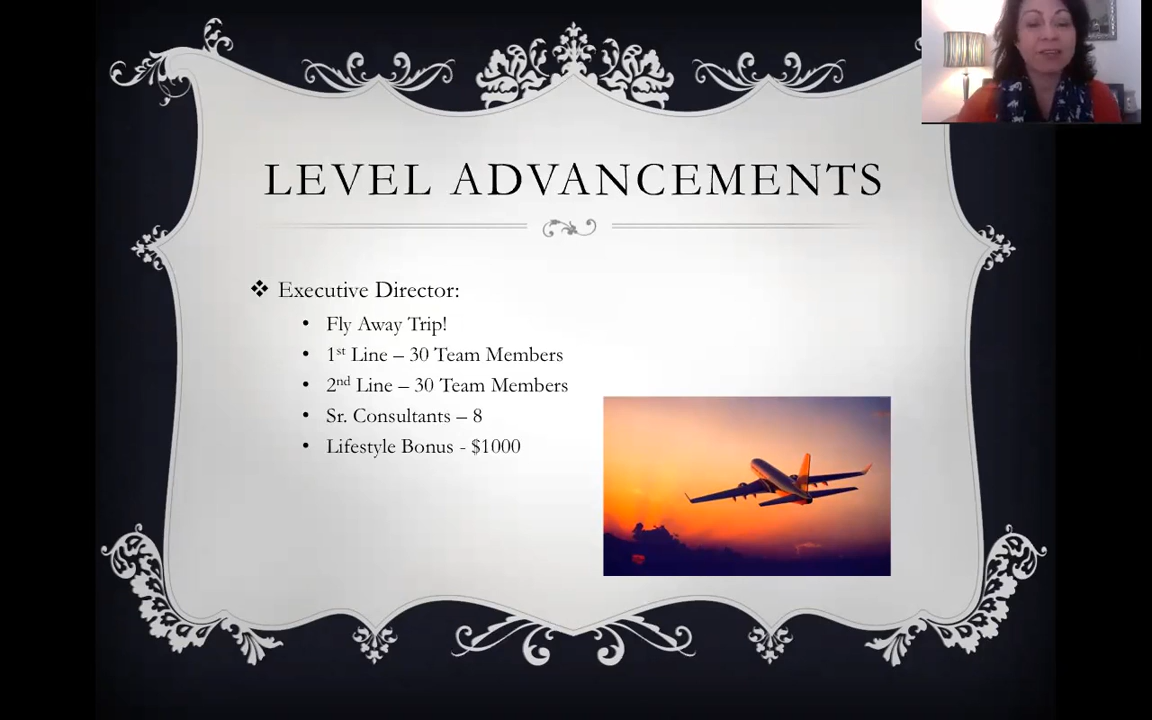 LEVEL ADVANCEMENTS
❖ Executive Director:
• Fly Away Trip!
• 1st Line – 30 Team Members
• 2nd Line – 30 Team Members
• Sr. Consultants – 8
• Lifestyle Bonus - $1000